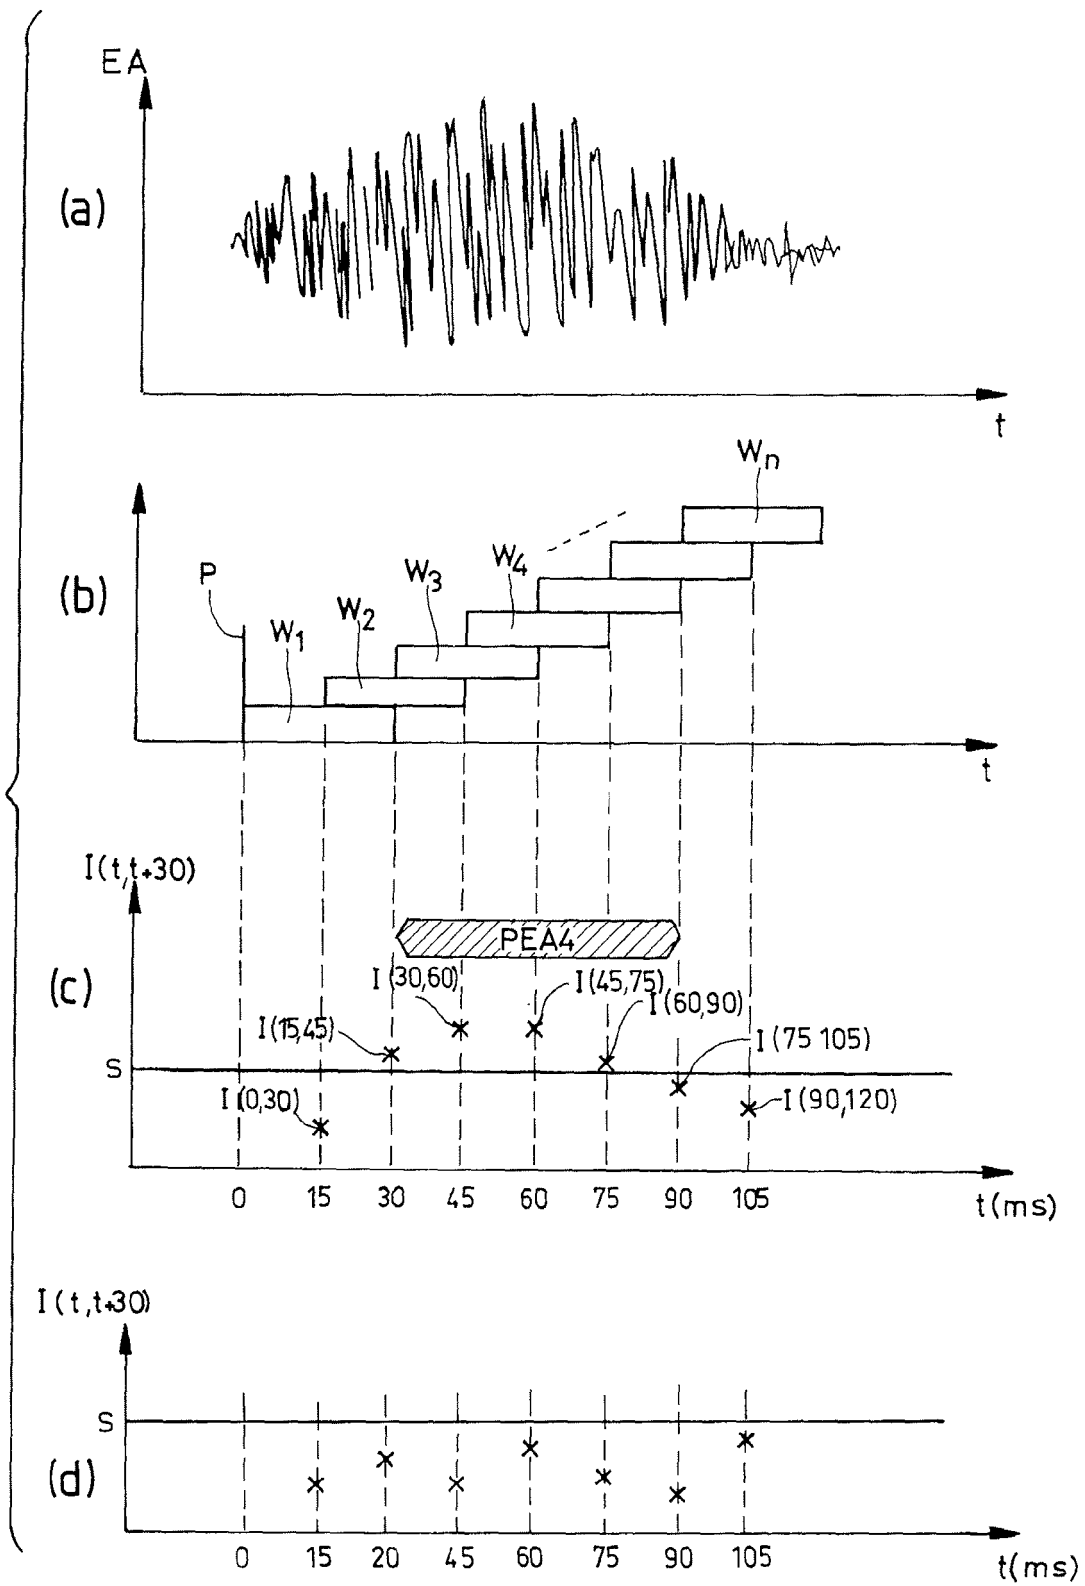 EA
(a)
t
Wn
W4
W3
P
(b)
W2
W1
t
I(t,t+30)
PEA4
(c)
I(30,60)
I(45,75)
I(60,90)
I(15,45)
I(75 105)
S
I(0,30)
I(90,120)
0 15 30 45 60 75 90 105
t(ms)
I(t,t+30)
S
(d)
0 15 20 45 60 75 90 105
t(ms)